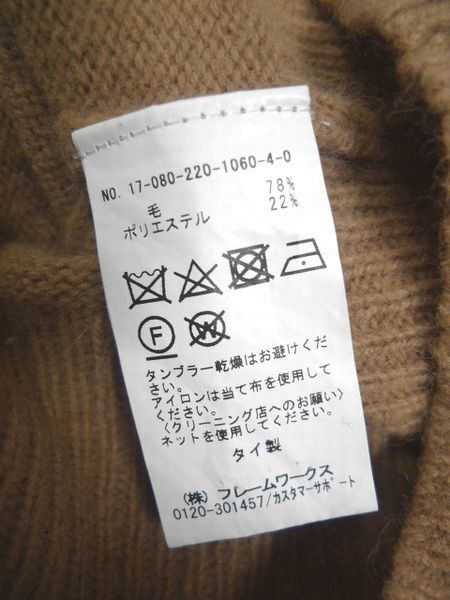 NO. 17-080-220-1060-4-0
毛 78%
ポリエステル 22%
F W
タンブラー乾燥はお避けくだ
さい。
アイロンは当て布を使用して
ください。
〈クリーニング店へのお願い〉
ネットを使用してください。
タイ製
(株) フレームワークス
0120-301457/カスタマーサポート